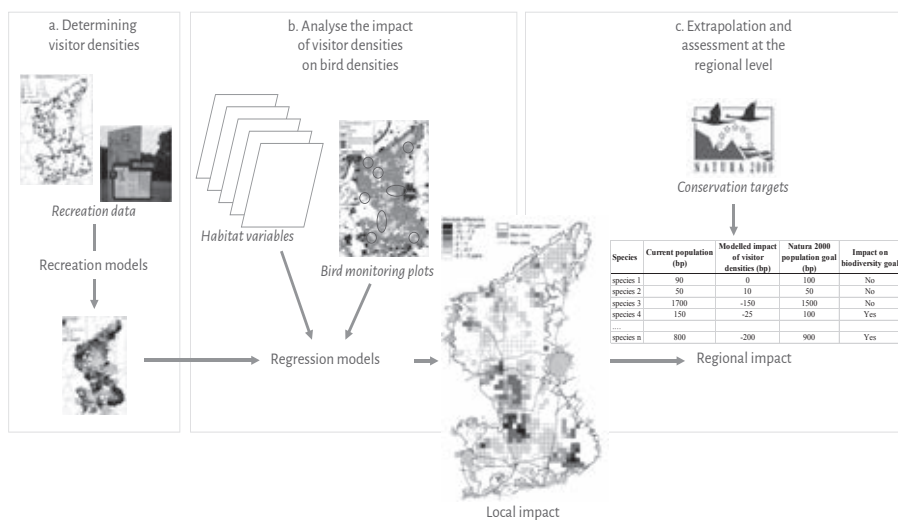 a. Determining
visitor densities
Recreation data
Recreation models
b. Analyse the impact
of visitor densities
on bird densities
Habitat variables
Bird monitoring plots
Regression models
Local impact
c. Extrapolation and
assessment at the
regional level
NATURA 2000
Conservation targets
Species Current population (bp) Modelled impact of visitor densities (bp) Natura 2000 population goal (bp) Impact on biodiversity goal
species 1 90 0 100 No
species 2 50 10 50 No
species 3 1700 -150 1500 No
species 4 150 -25 100 Yes
....
species n 800 -200 900 Yes
Regional impact